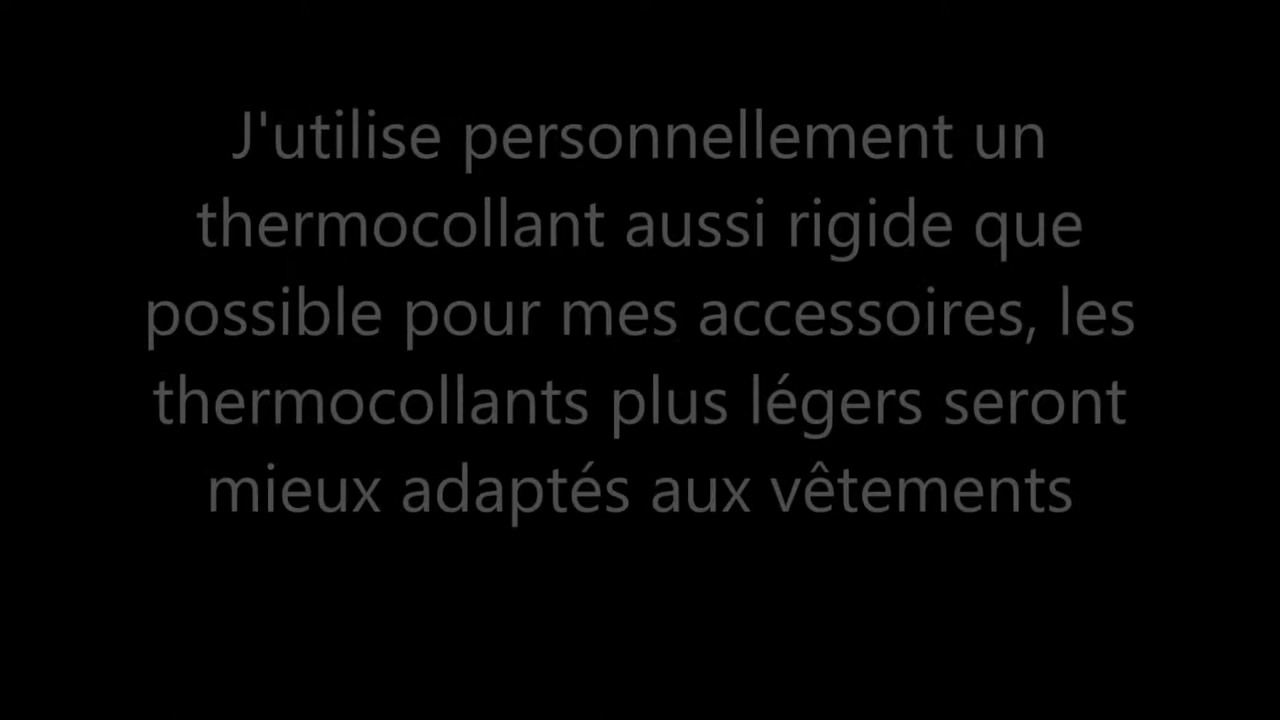 J'utilise personnellement un
thermocollant aussi rigide que
possible pour mes accessoires, les
thermocollants plus légers seront
mieux adaptés aux vêtements